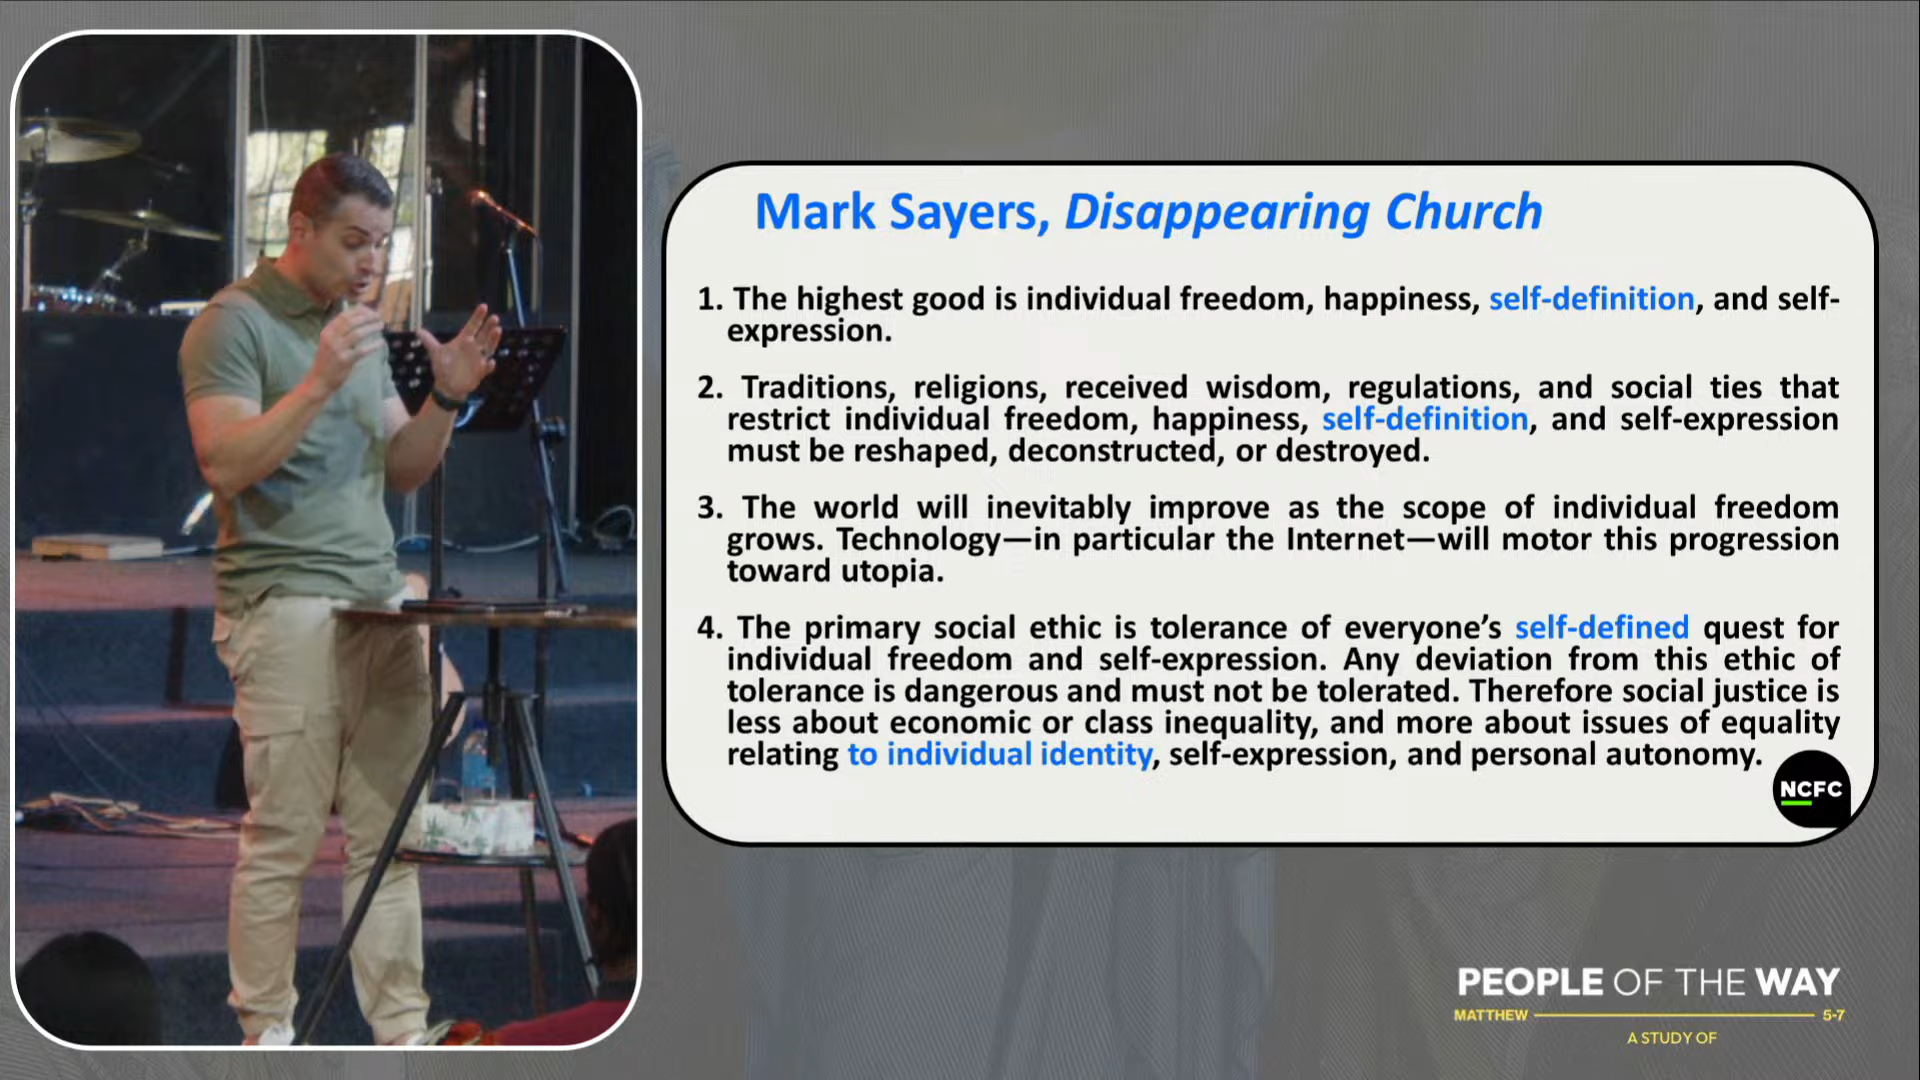 Mark Sayers, Disappearing Church
1. The highest good is individual freedom, happiness, self-definition, and self-
expression.
2. Traditions, religions, received wisdom, regulations, and social ties that
restrict individual freedom, happiness, self-definition, and self-expression
must be reshaped, deconstructed, or destroyed.
3. The world will inevitably improve as the scope of individual freedom
grows. Technology—in particular the Internet—will motor this progression
toward utopia.
4. The primary social ethic is tolerance of everyone’s self-defined quest for
individual freedom and self-expression. Any deviation from this ethic of
tolerance is dangerous and must not be tolerated. Therefore social justice is
less about economic or class inequality, and more about issues of equality
relating to individual identity, self-expression, and personal autonomy.
NCFC
PEOPLE OF THE WAY
MATTHEW 5-7
A STUDY OF